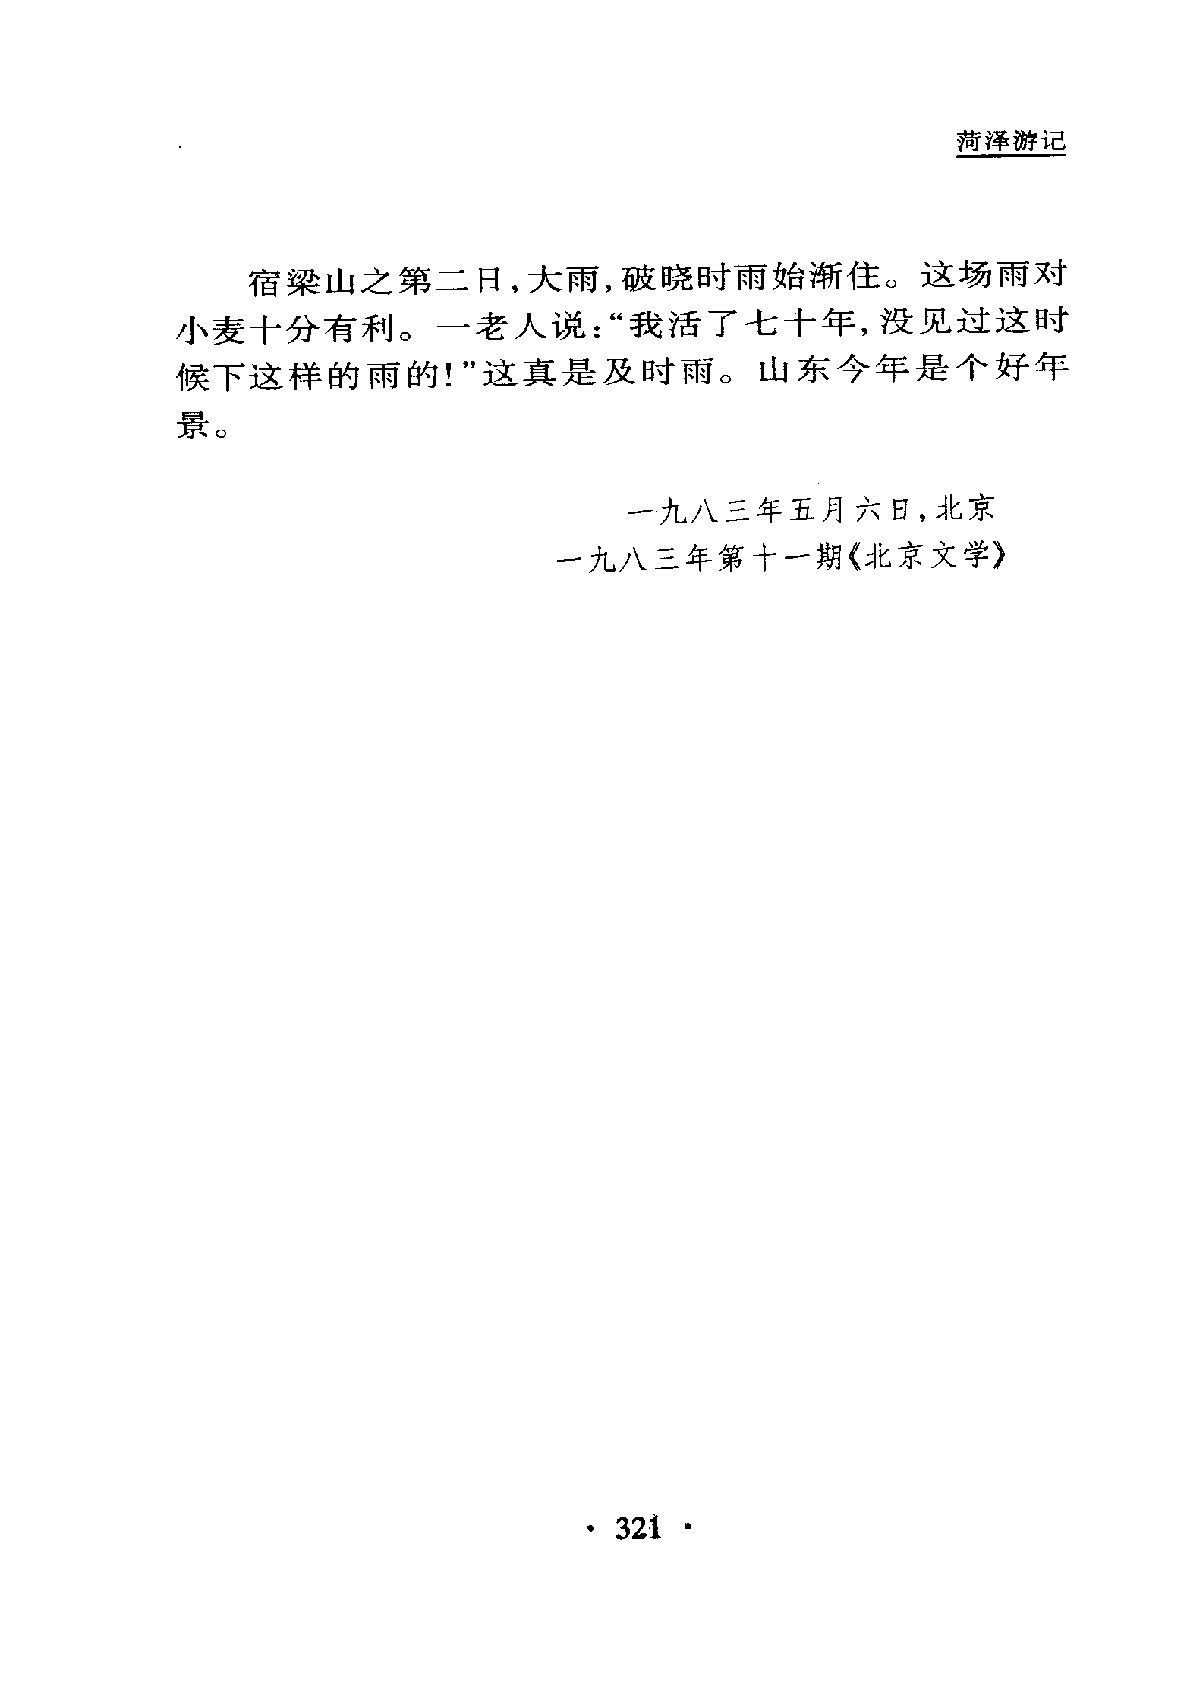 菏泽游记
宿梁山之第二日,大雨,破晓时雨始渐住。这场雨对
小麦十分有利。一老人说:“我活了七十年,没见过这时
候下这样的雨的!”这真是及时雨。山东今年是个好年
景。
一九八三年五月六日,北京
一九八三年第十一期《北京文学》
· 321 ·